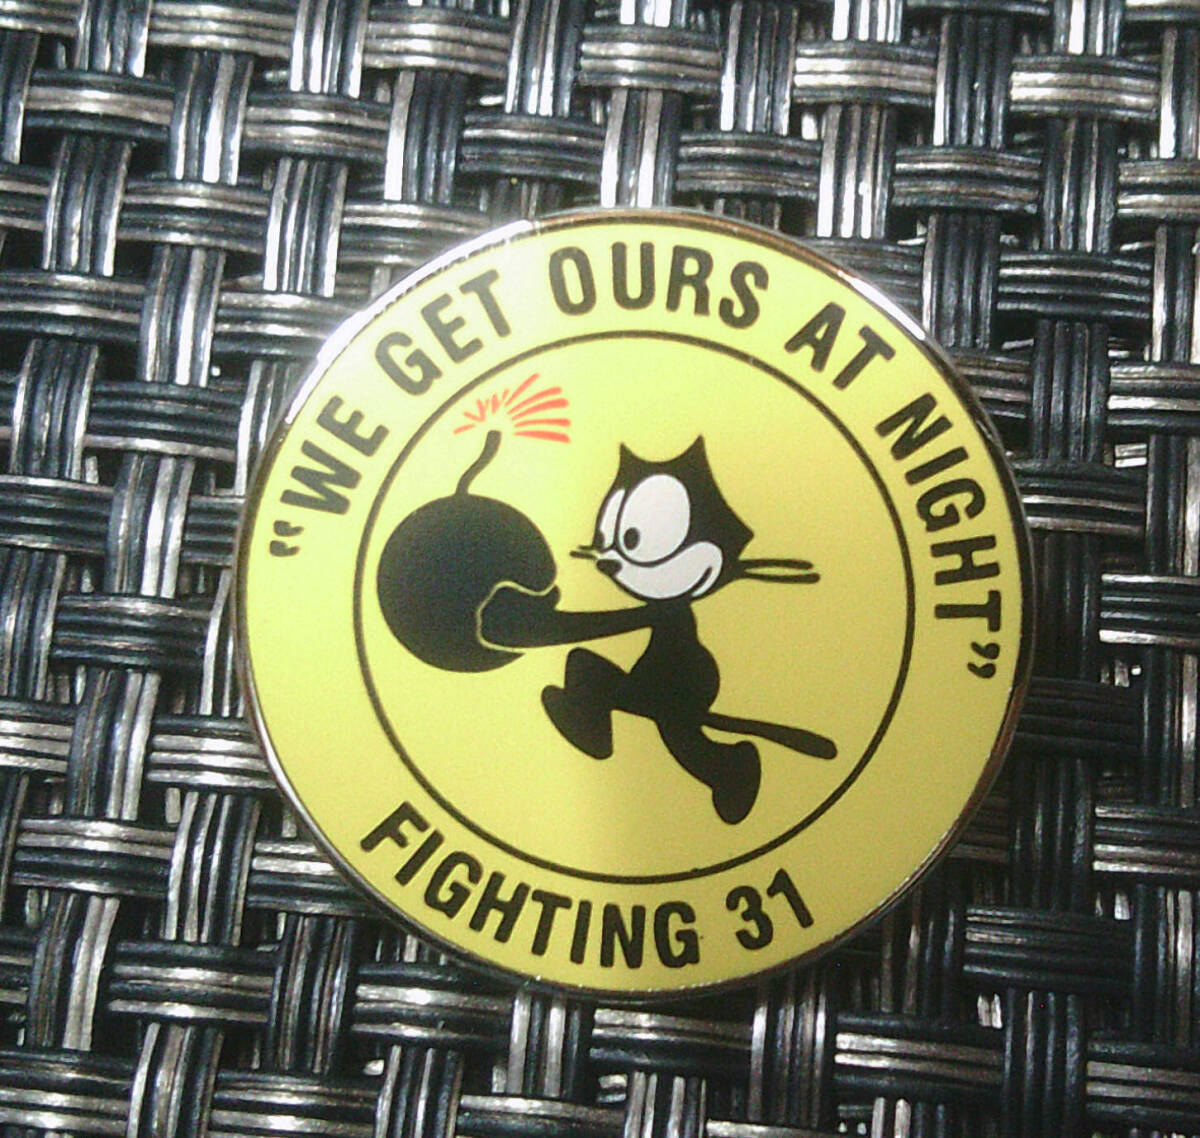 "WE GET OURS AT NIGHT"
FIGHTING 31